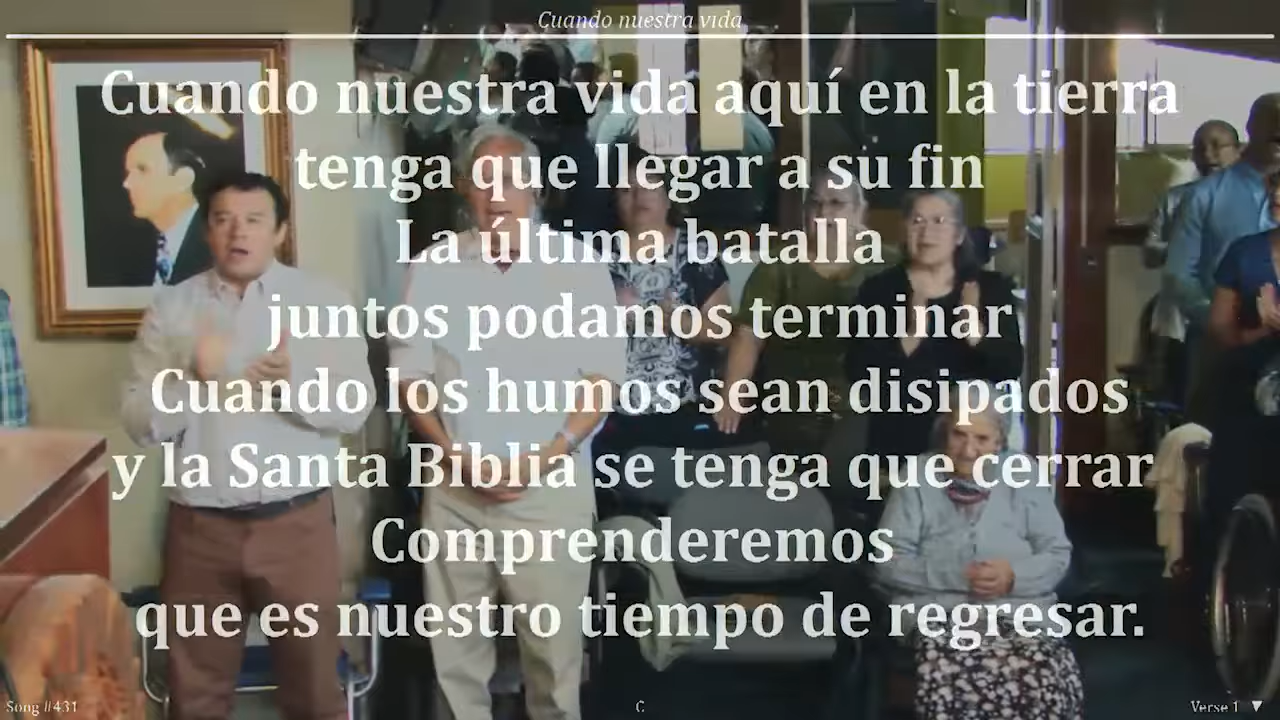 Cuando nuestra vida
Cuando nuestra vida aquí en la tierra
tenga que llegar a su fin
La última batalla
juntos podamos terminar
Cuando los humos sean disipados
y la Santa Biblia se tenga que cerrar
Comprenderemos
que es nuestro tiempo de regresar.
Song #431
C
Verse 1 ▼